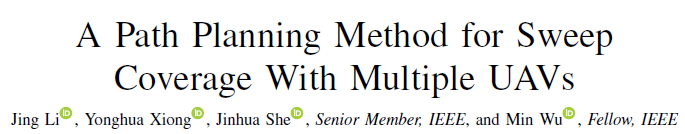 A Path Planning Method for Sweep
Coverage With Multiple UAVs
Jing Li, Yonghua Xiong, Jinhua She, Senior Member, IEEE, and Min Wu, Fellow, IEEE